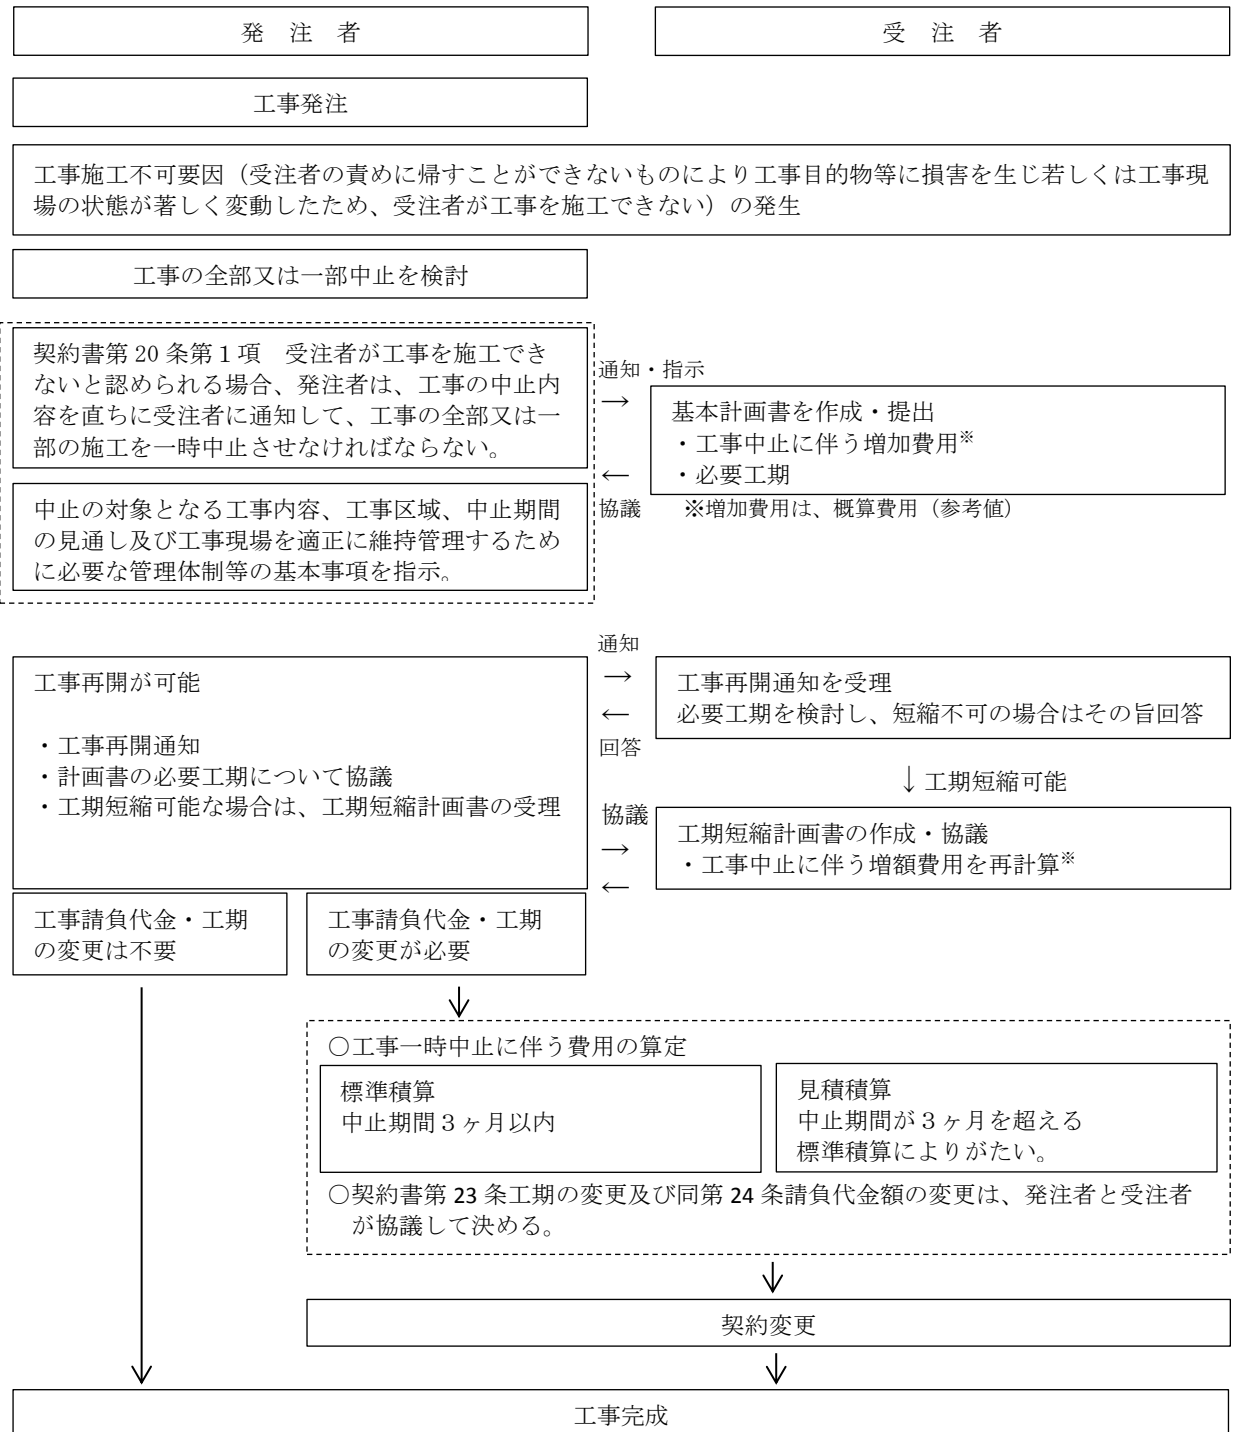 発 注 者
受 注 者
工事発注
工事施工不可要因（受注者の責めに帰すことができないものにより工事目的物等に損害を生じ若しくは工事現
場の状態が著しく変動したため、受注者が工事を施工できない）の発生
工事の全部又は一部中止を検討
契約書第 20 条第１項　受注者が工事を施工でき
ないと認められる場合、発注者は、工事の中止内
容を直ちに受注者に通知して、工事の全部又は一
部の施工を一時中止させなければならない。
中止の対象となる工事内容、工事区域、中止期間
の見通し及び工事現場を適正に維持管理するため
に必要な管理体制等の基本事項を指示。
通知・指示
→
←
協議
基本計画書を作成・提出
・工事中止に伴う増加費用※
・必要工期
※増加費用は、概算費用（参考値）
工事再開が可能
・工事再開通知
・計画書の必要工期について協議
・工期短縮可能な場合は、工期短縮計画書の受理
通知
→
←
回答
工事再開通知を受理
必要工期を検討し、短縮不可の場合はその旨回答
↓工期短縮可能
協議
→
←
工期短縮計画書の作成・協議
・工事中止に伴う増額費用を再計算※
工事請負代金・工期
の変更は不要
工事請負代金・工期
の変更が必要
○工事一時中止に伴う費用の算定
標準積算
中止期間３ヶ月以内
見積積算
中止期間が３ヶ月を超える
標準積算によりがたい。
○契約書第 23 条工期の変更及び同第 24 条請負代金額の変更は、発注者と受注者
が協議して決める。
契約変更
工事完成